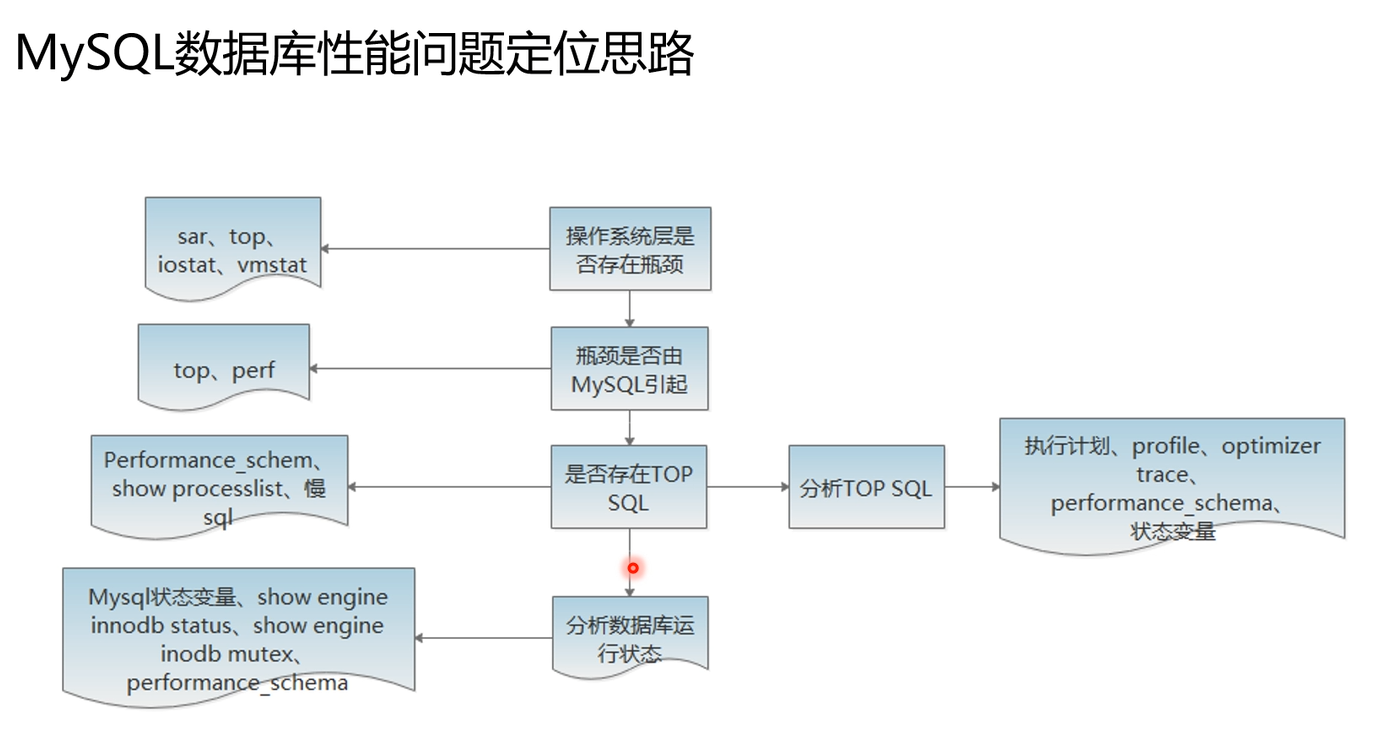 MySQL数据库性能问题定位思路
sar、top、
iostat、vmstat
操作系统层是
否存在瓶颈
top、perf
瓶颈是否由
MySQL引起
Performance_schem、
show processlist、慢
sql
是否存在TOP
SQL
分析TOP SQL
执行计划、profile、optimizer
trace、
performance_schema、
状态变量
Mysql状态变量、show engine
innodb status、show engine
inodb mutex、
performance_schema
分析数据库运
行状态